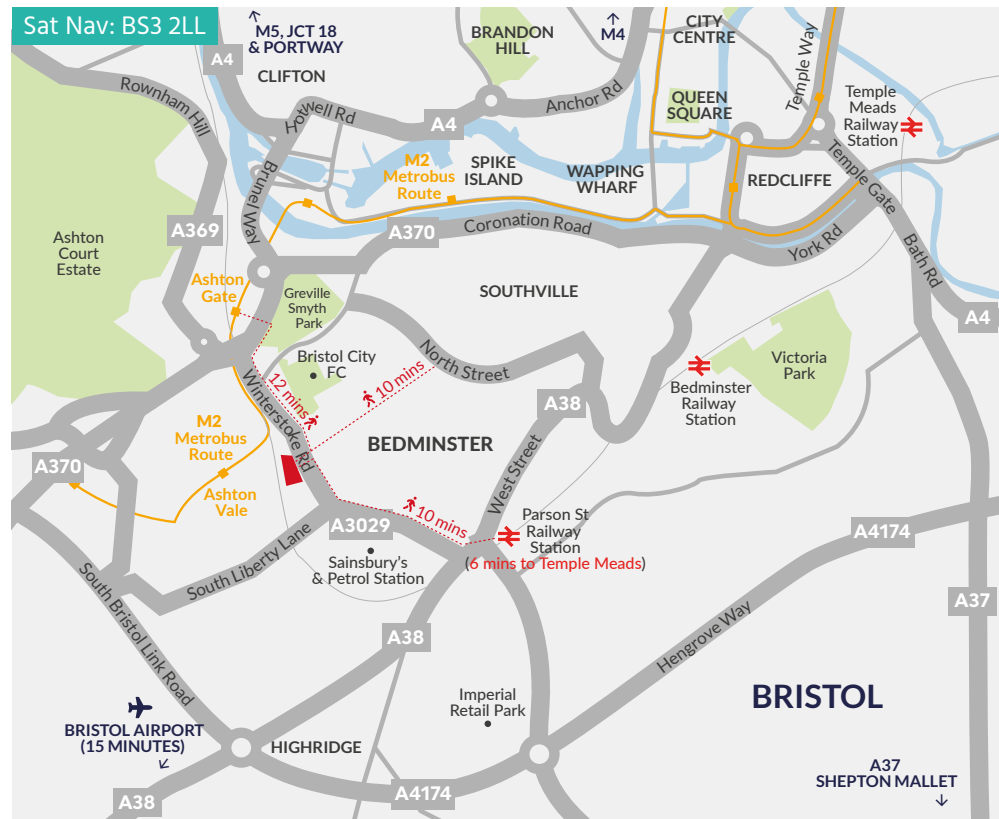 Sat Nav: BS3 2LL
M5, JCT 18
& PORTWAY
A4
CLIFTON
BRANDON
HILL
M4
CITY
CENTRE
Temple Way
Temple
Meads
Railway
Station
Rownham Hill
Hotwell Rd
A4
Anchor Rd
QUEEN
SQUARE
M2
Metrobus
Route
SPIKE
ISLAND
WAPPING
WHARF
REDCLIFFE
Temple Gate
Brunel Way
A369
A370
Coronation Road
York Rd
Bath Rd
A4
Ashton
Court
Estate
Ashton
Gate
Greville
Smyth
Park
SOUTHVILLE
Bristol City
FC
North Street
10 mins
12 mins
Winterstoke Rd
Bedminster
Railway
Station
Victoria
Park
A38
BEDMINSTER
West Street
M2
Metrobus
Route
A370
Ashton
Vale
A3029
10 mins
Parson St
Railway
Station
(6 mins to Temple Meads)
A4174
Sainsbury's
& Petrol Station
South Liberty Lane
South Bristol Link Road
A37
A38
Hengrove Way
Imperial
Retail Park
BRISTOL
BRISTOL AIRPORT
(15 MINUTES)
HIGHRIDGE
A38
A4174
A37
SHEPTON MALLET